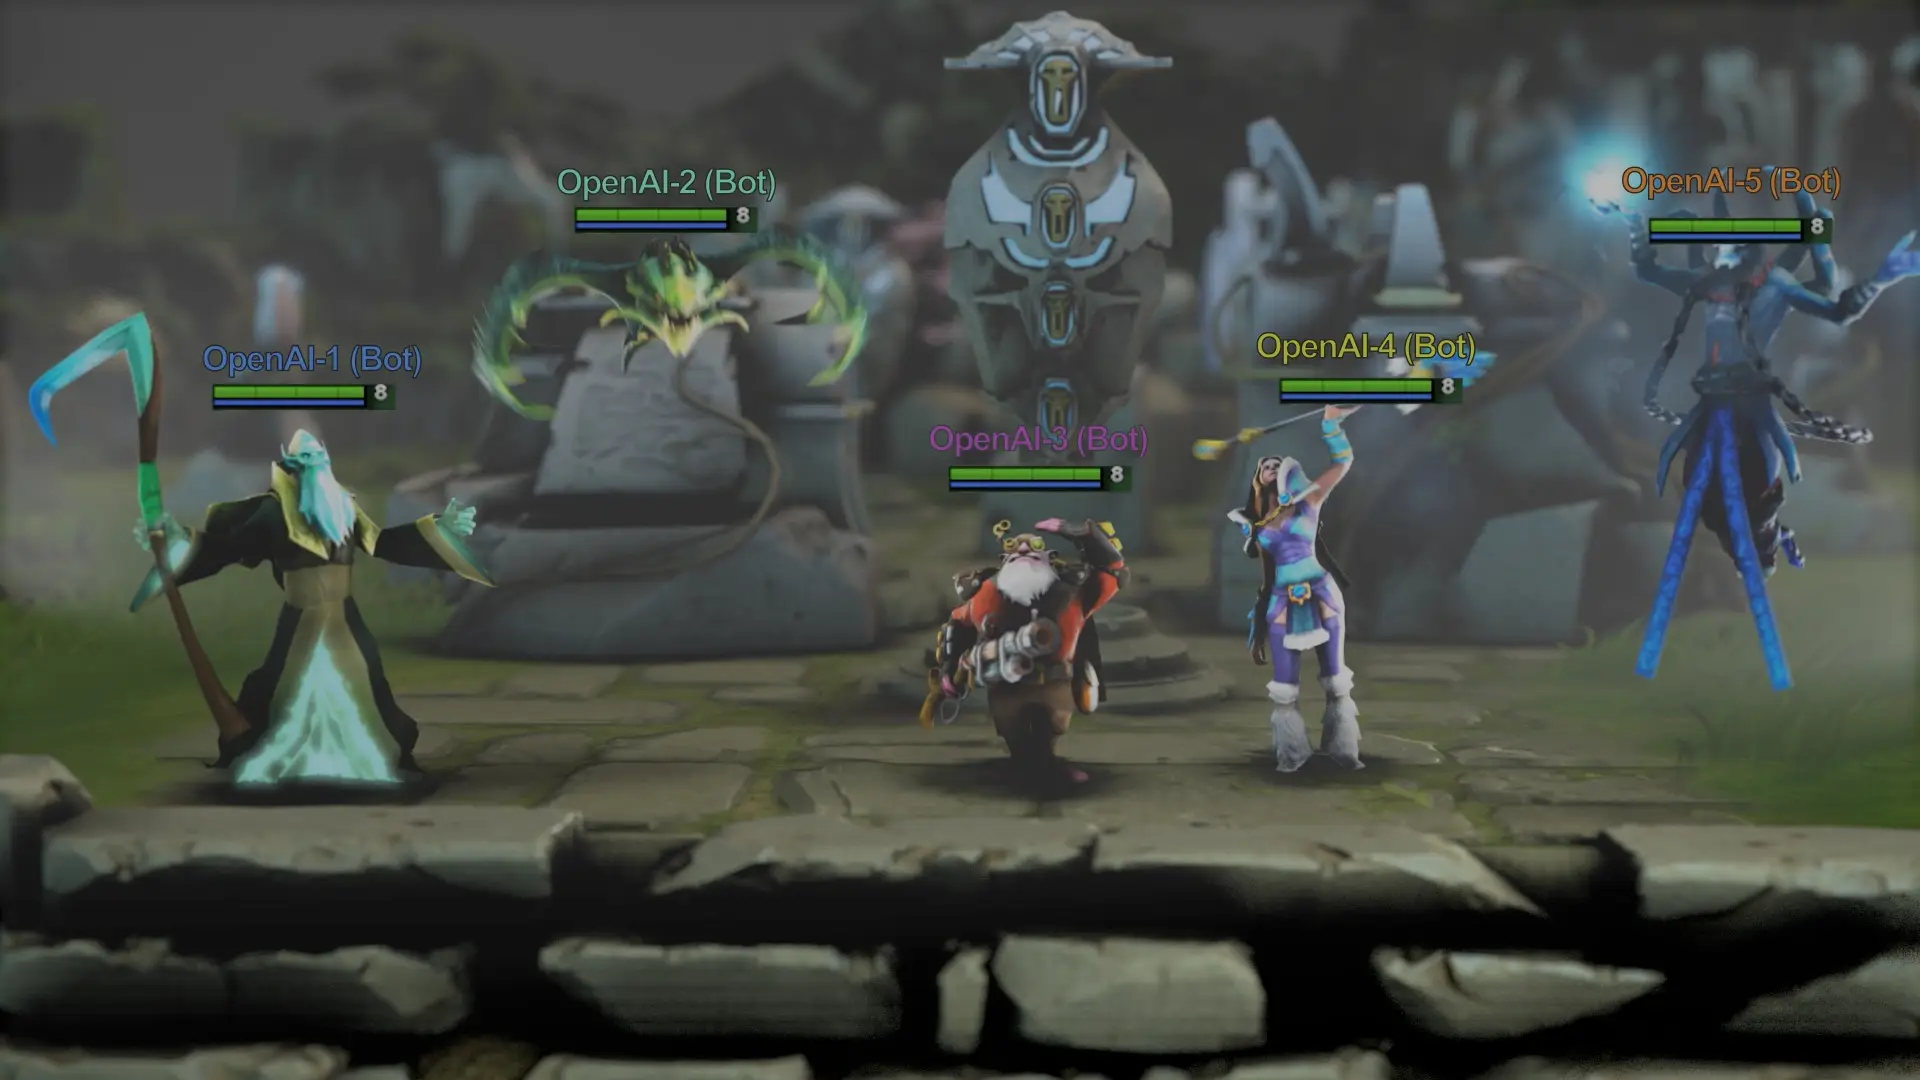 OpenAI-1 (Bot)
8
OpenAI-2 (Bot)
8
OpenAI-3 (Bot)
8
OpenAI-4 (Bot)
8
OpenAI-5 (Bot)
8